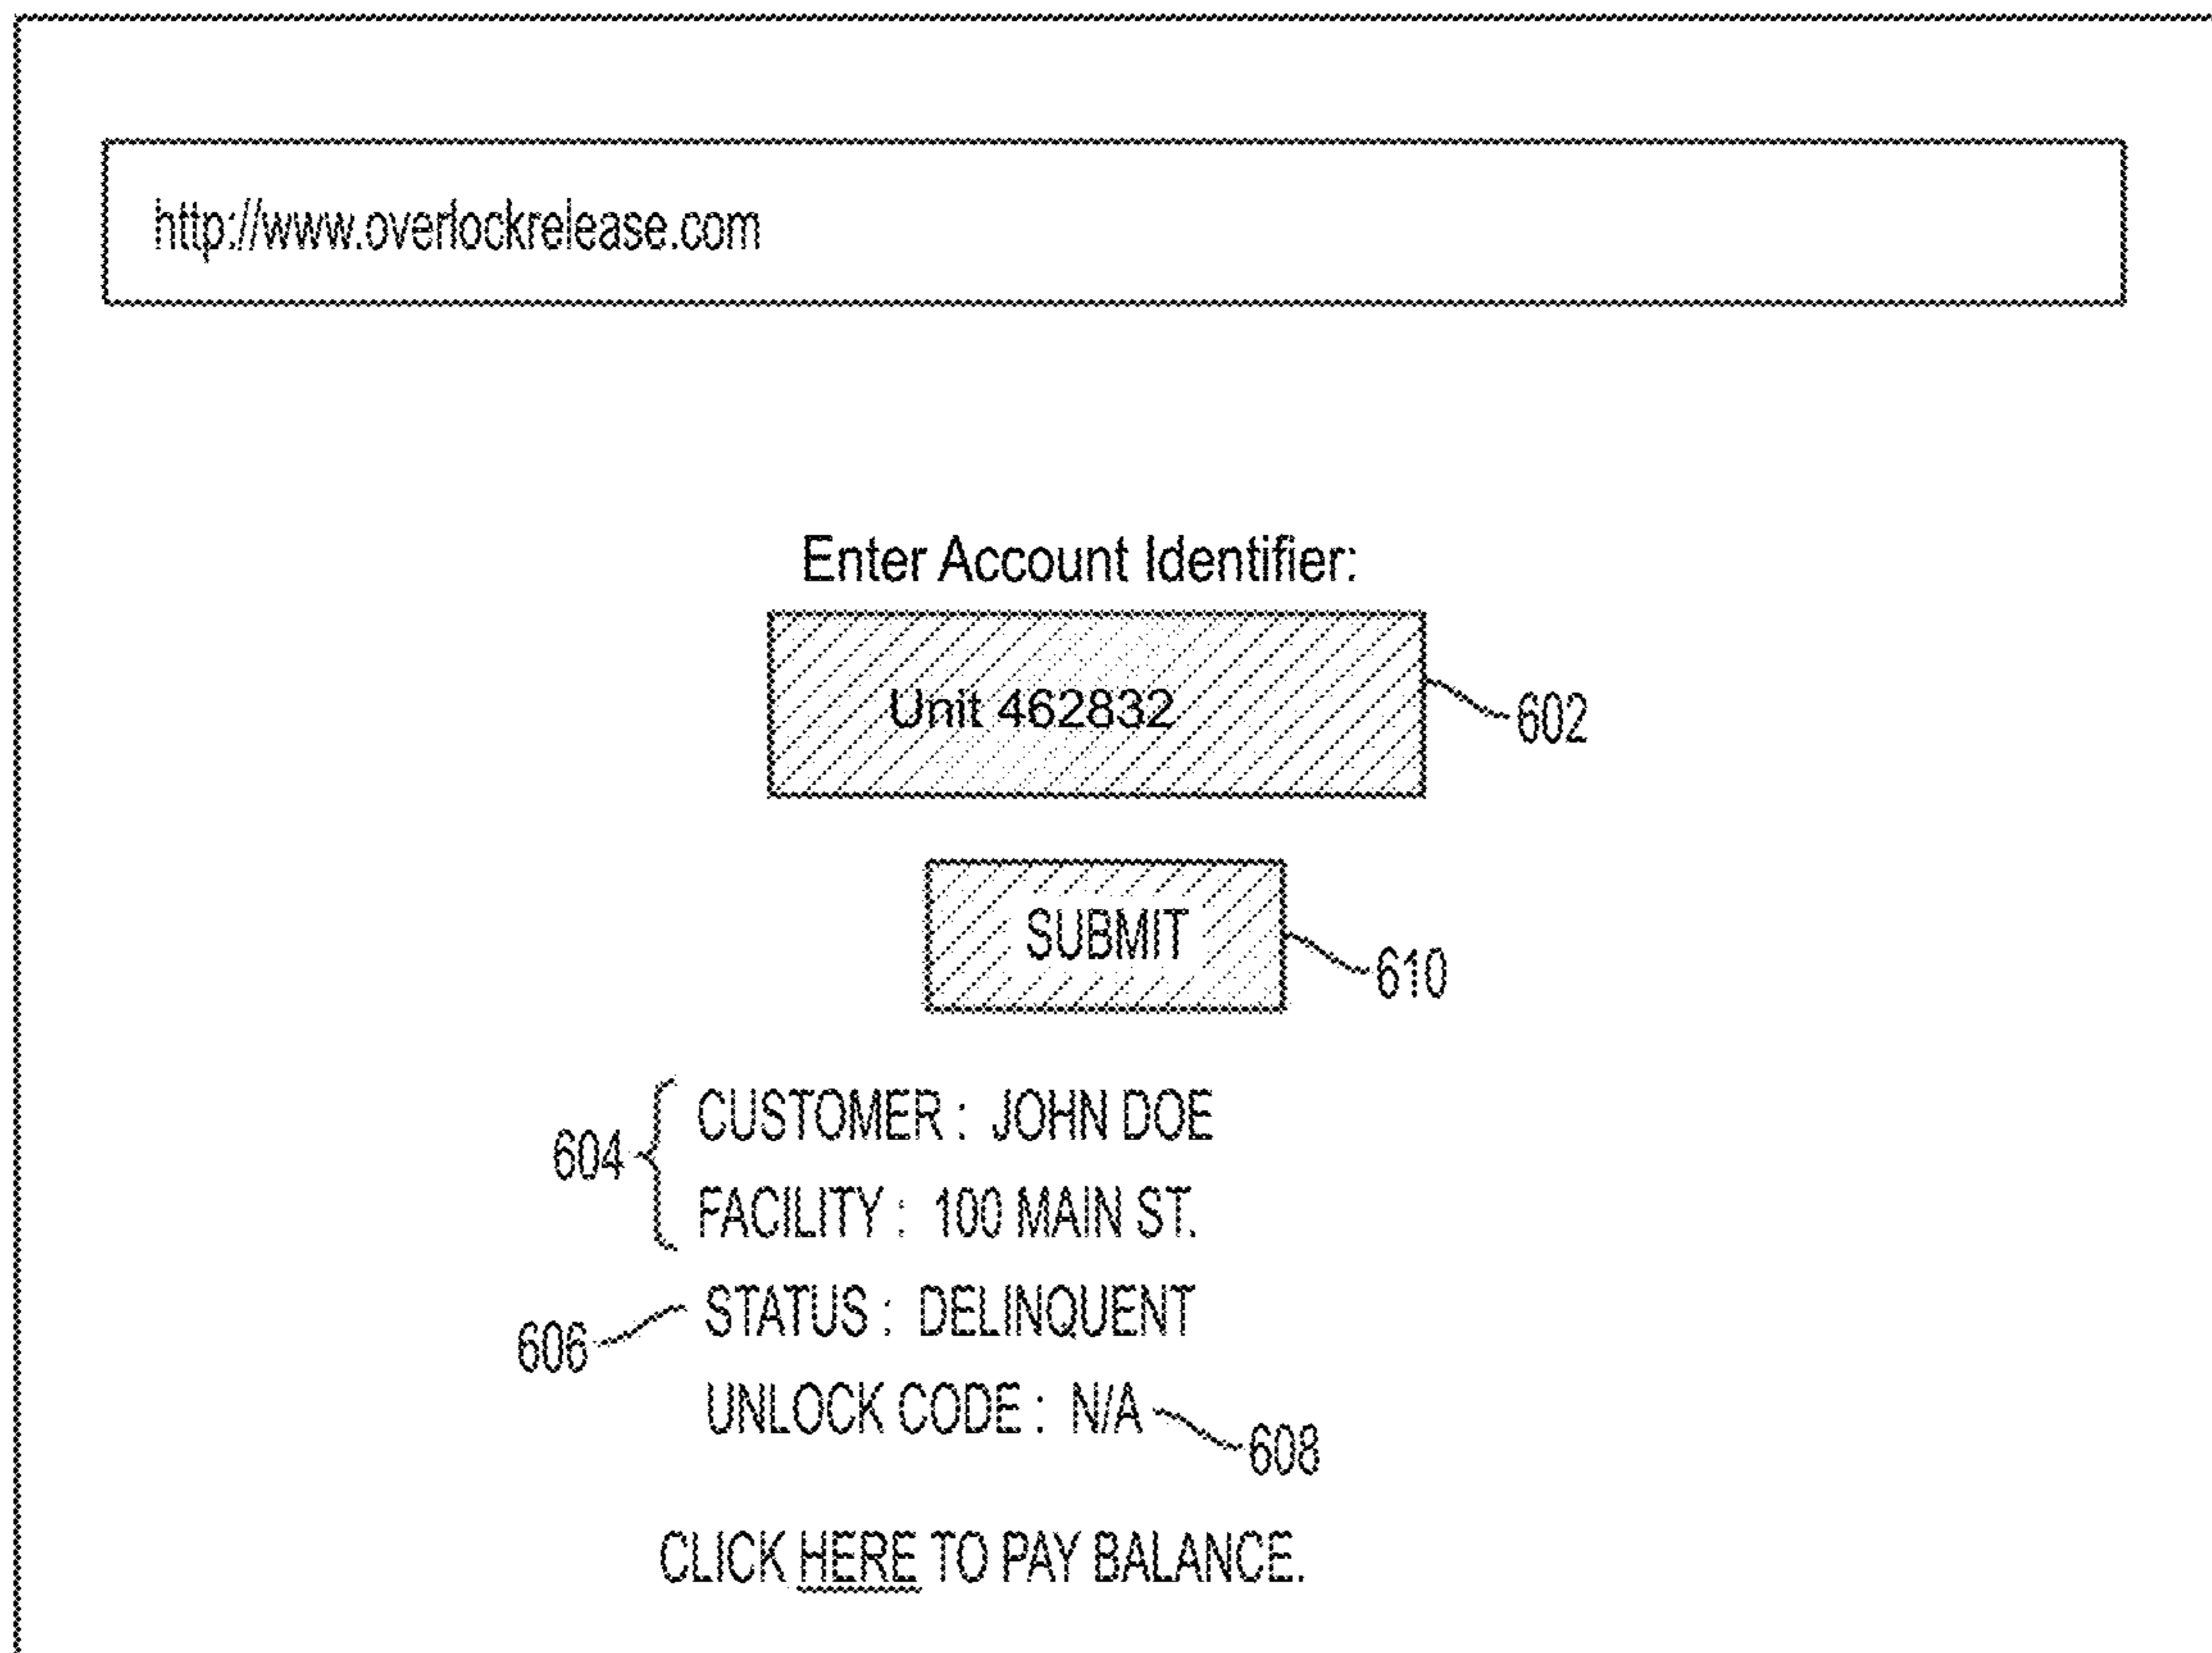 http://www.overlockrelease.com
Enter Account Identifier:
Unit 462832
602
SUBMIT
610
604
CUSTOMER : JOHN DOE
FACILITY : 100 MAIN ST.
606
STATUS : DELINQUENT
UNLOCK CODE : N/A
608
CLICK HERE TO PAY BALANCE.